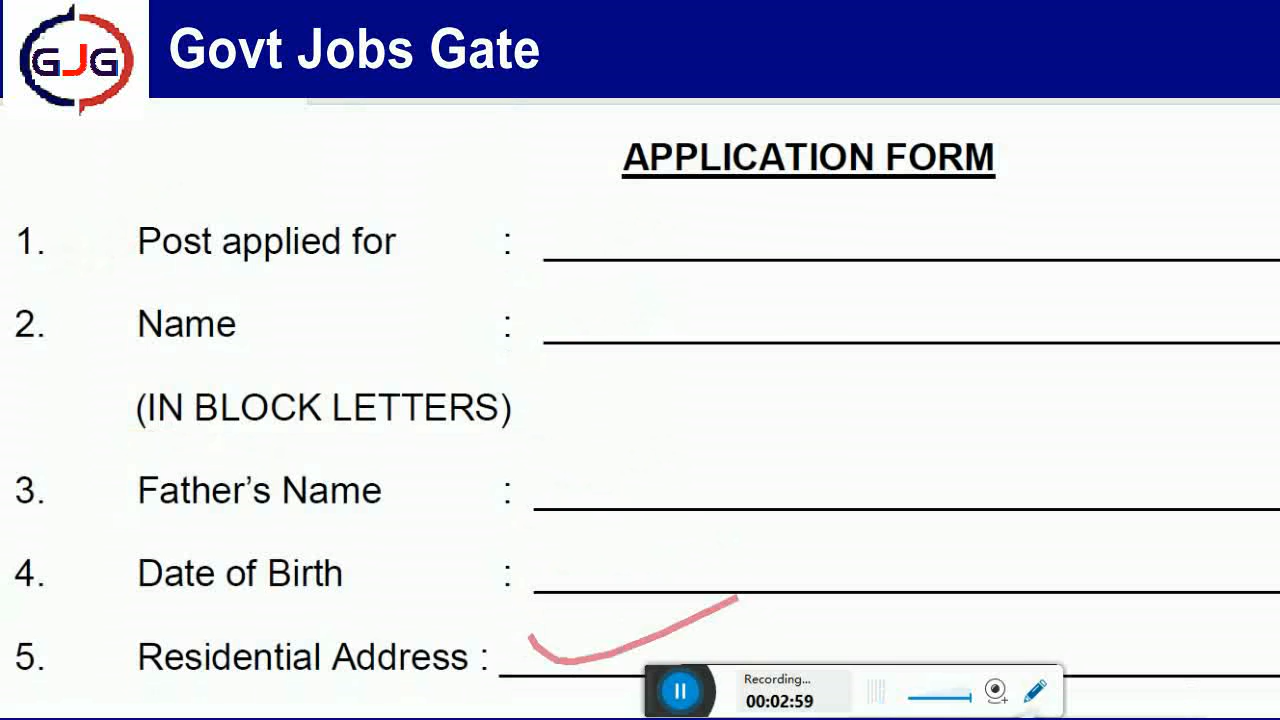 GJG
Govt Jobs Gate
APPLICATION FORM
1. Post applied for :
2. Name :
(IN BLOCK LETTERS)
3. Father’s Name :
4. Date of Birth :
5. Residential Address :
Recording...
00:02:59